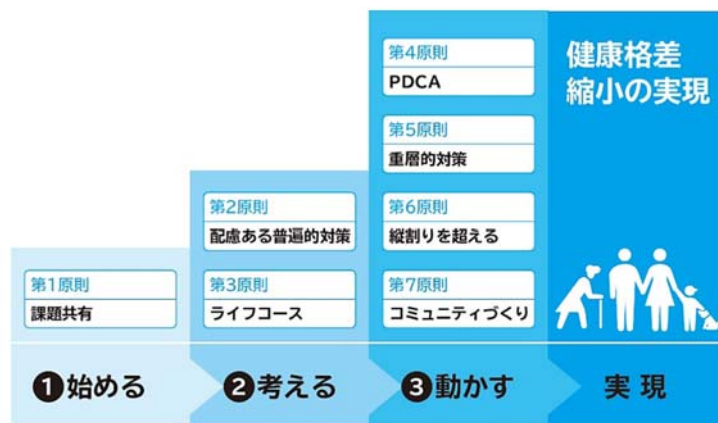 第4原則
PDCA
健康格差
縮小の実現
第5原則
重層的対策
第2原則
配慮ある普遍的対策
第6原則
縦割りを超える
第1原則
課題共有
第3原則
ライフコース
第7原則
コミュニティづくり
❶始める
❷考える
❸動かす
実現